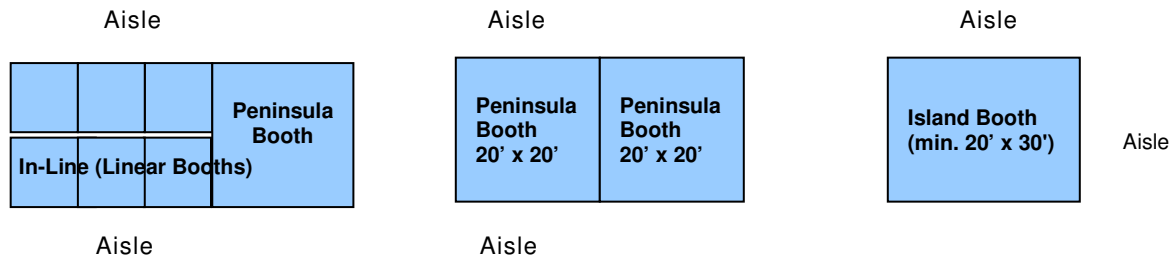 Aisle
Aisle
Aisle
Peninsula
Booth
In-Line (Linear Booths)
Peninsula
Booth
20’ x 20’
Peninsula
Booth
20’ x 20’
Island Booth
(min. 20’ x 30')
Aisle
Aisle
Aisle